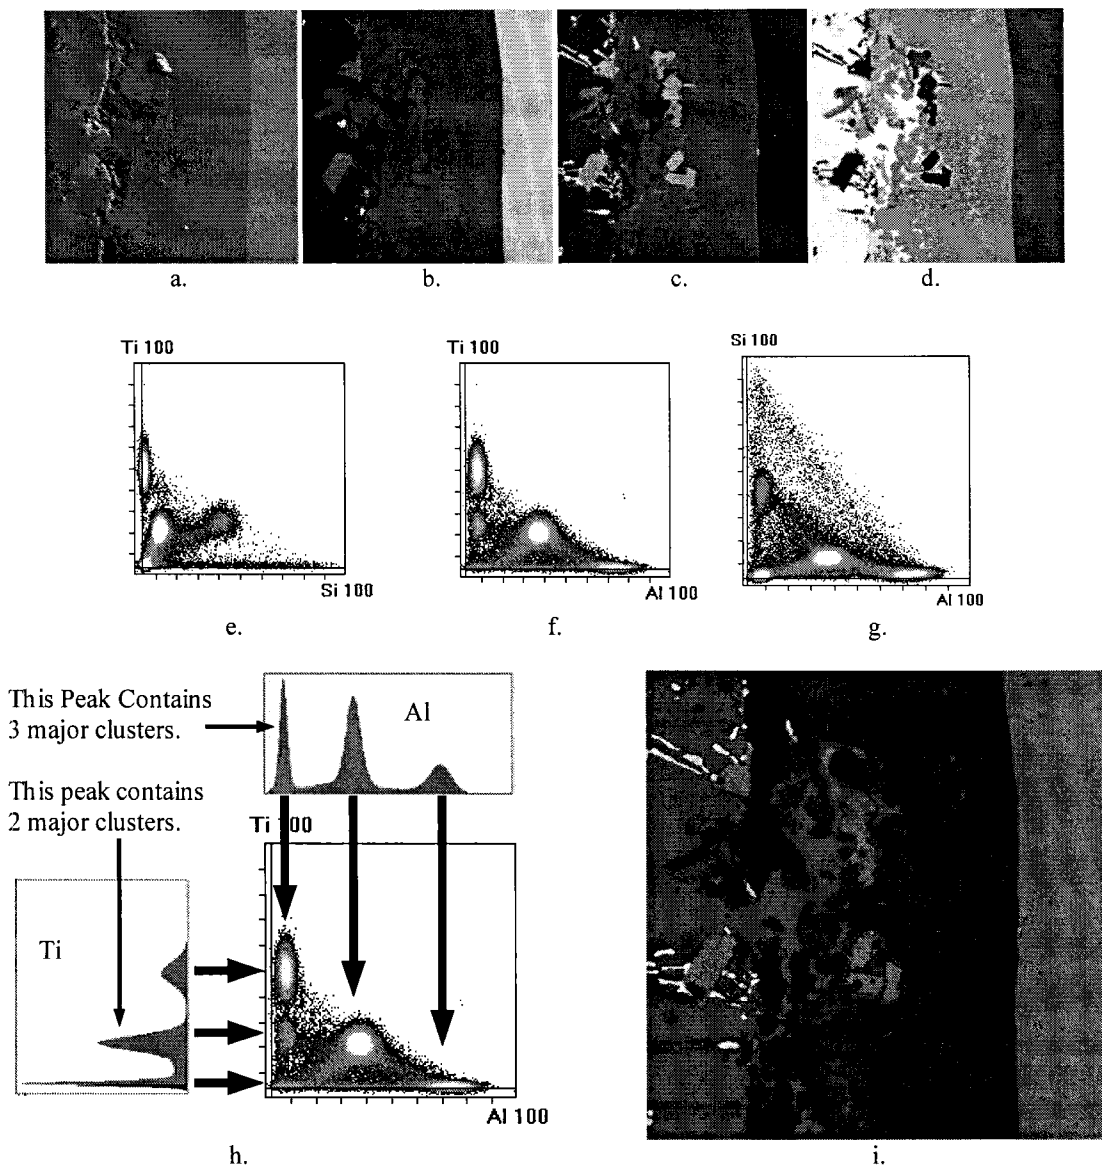 a.
b.
c.
d.
Ti 100
Si 100
e.
Ti 100
Al 100
f.
Si 100
Al 100
g.
This Peak Contains
3 major clusters.
Al
This peak contains
2 major clusters.
Ti 100
Ti
Al 100
h.
i.